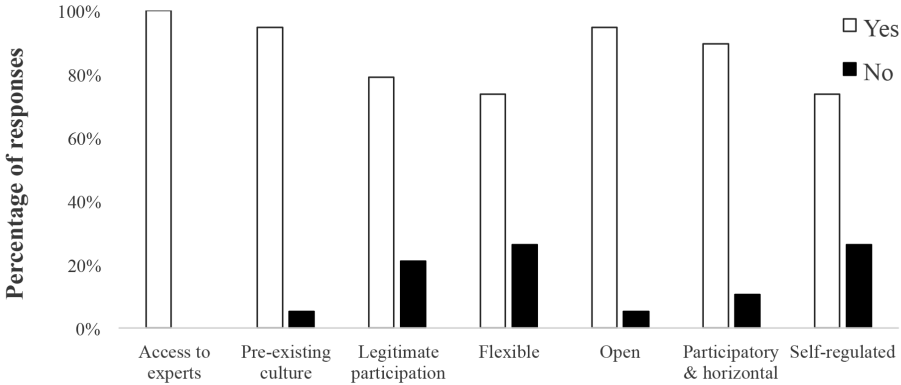 100%
80%
60%
40%
20%
0%
Percentage of responses
Yes
No
Access to
experts
Pre-existing
culture
Legitimate
participation
Flexible
Open
Participatory
& horizontal
Self-regulated